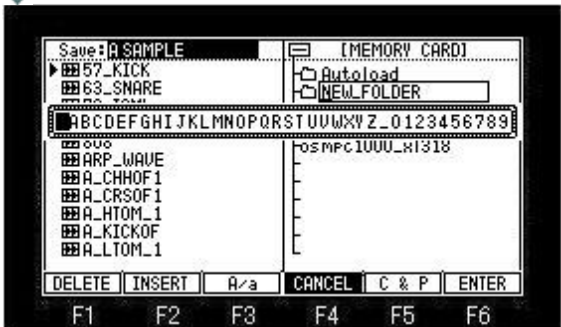 Save:A SAMPLE
[MEMORY CARD]
57_KICK
63_SNARE
Autoload
NEW_FOLDER
ABCDEFGHIJKLMNOPQRSTUVWXYZ_0123456789
ARP_WAVE
A_CHHOF1
A_CRSOF1
A_HTOM_1
A_KICKOF
A_LTOM_1
DELETE INSERT A/a CANCEL C & P ENTER
F1 F2 F3 F4 F5 F6